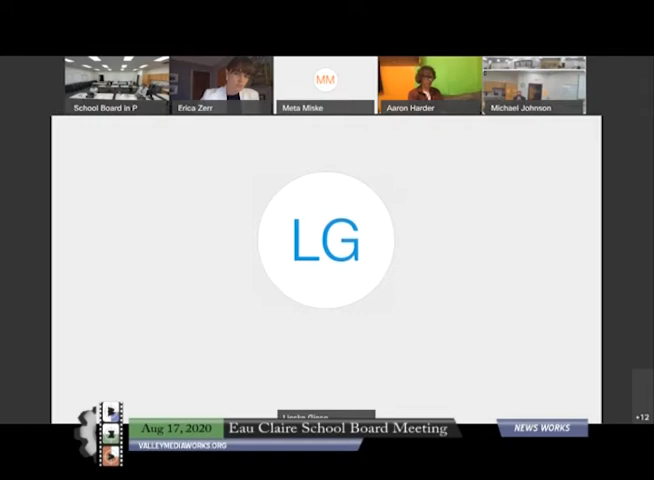 MM
School Board In P
Erica Zerr
Meta Miske
Aaron Harder
Michael Johnson
LG
+12
Aug 17, 2020
Eau Claire School Board Meeting
NEWS WORKS
VALLEYMEDIAWORKS.ORG